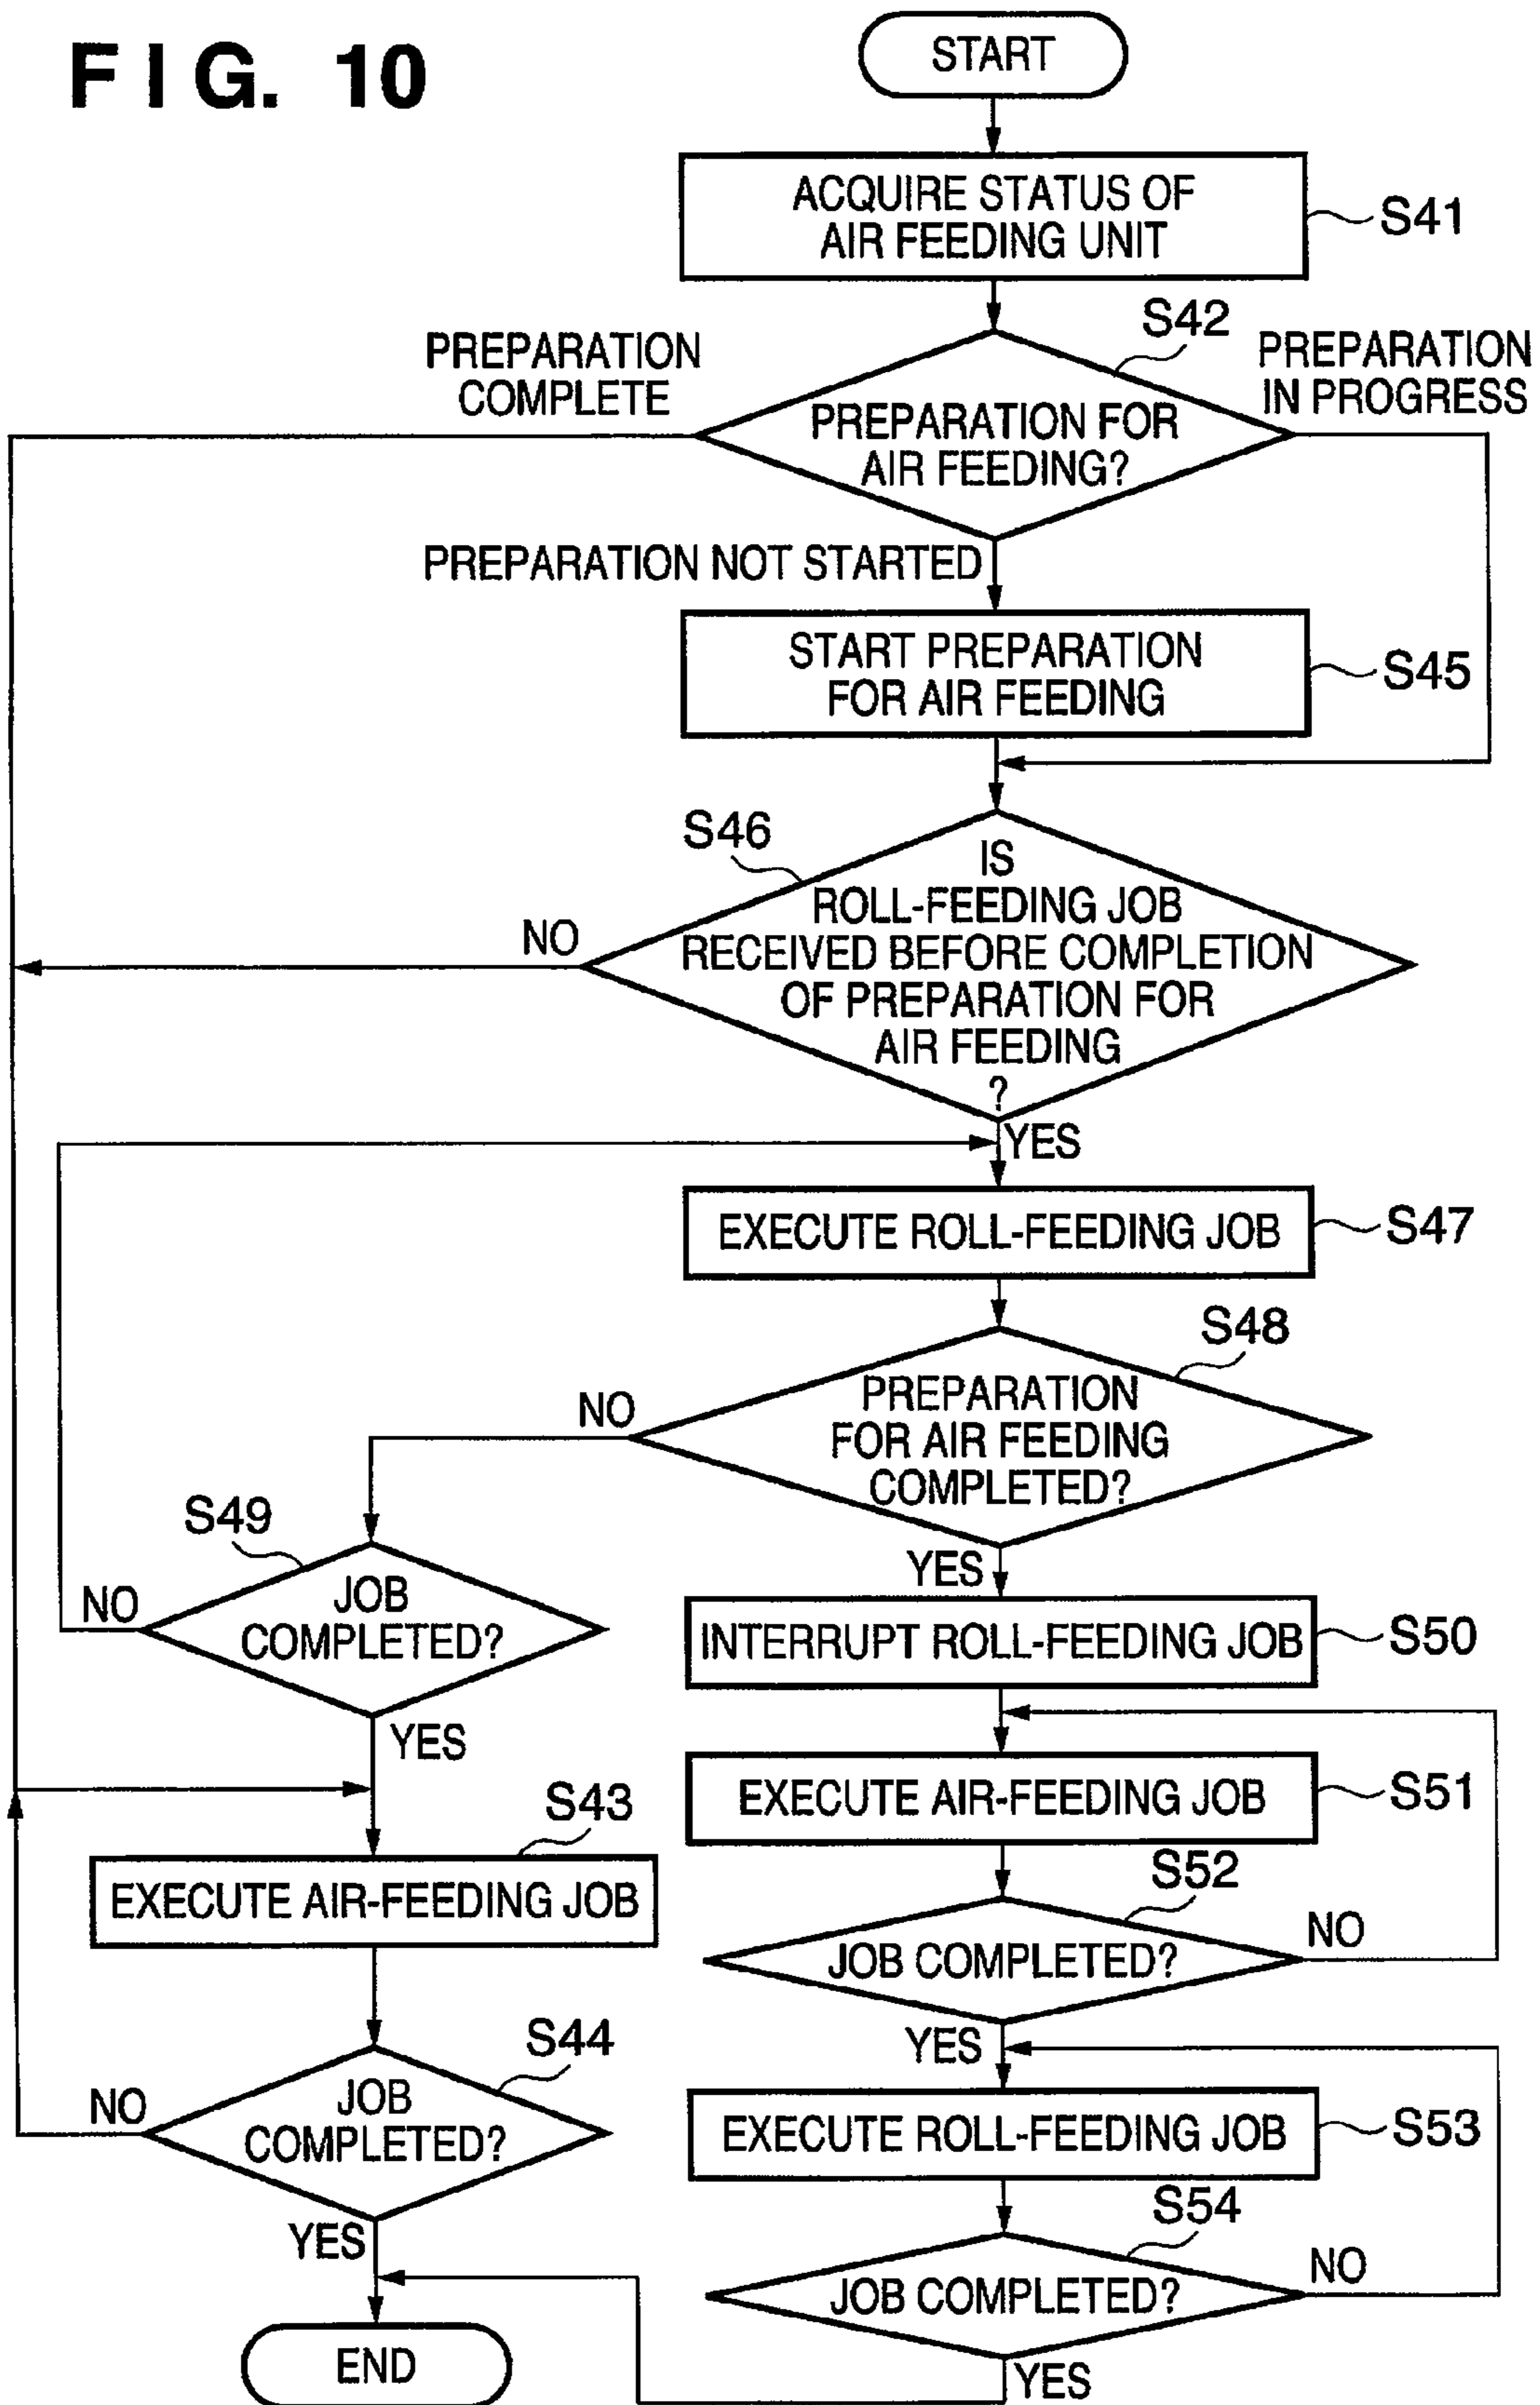 FIG. 10
START
ACQUIRE STATUS OF
AIR FEEDING UNIT
S41
S42
PREPARATION
COMPLETE
PREPARATION
IN PROGRESS
PREPARATION FOR
AIR FEEDING?
PREPARATION NOT STARTED
START PREPARATION
FOR AIR FEEDING
S45
S46
IS
ROLL-FEEDING JOB
RECEIVED BEFORE COMPLETION
OF PREPARATION FOR
AIR FEEDING
?
NO
YES
EXECUTE ROLL-FEEDING JOB
S47
S48
PREPARATION
FOR AIR FEEDING
COMPLETED?
NO
YES
S49
JOB
COMPLETED?
NO
YES
INTERRUPT ROLL-FEEDING JOB
S50
EXECUTE AIR-FEEDING JOB
S51
S43
EXECUTE AIR-FEEDING JOB
S52
JOB COMPLETED?
NO
YES
S44
JOB
COMPLETED?
NO
YES
EXECUTE ROLL-FEEDING JOB
S53
S54
JOB COMPLETED?
NO
YES
END